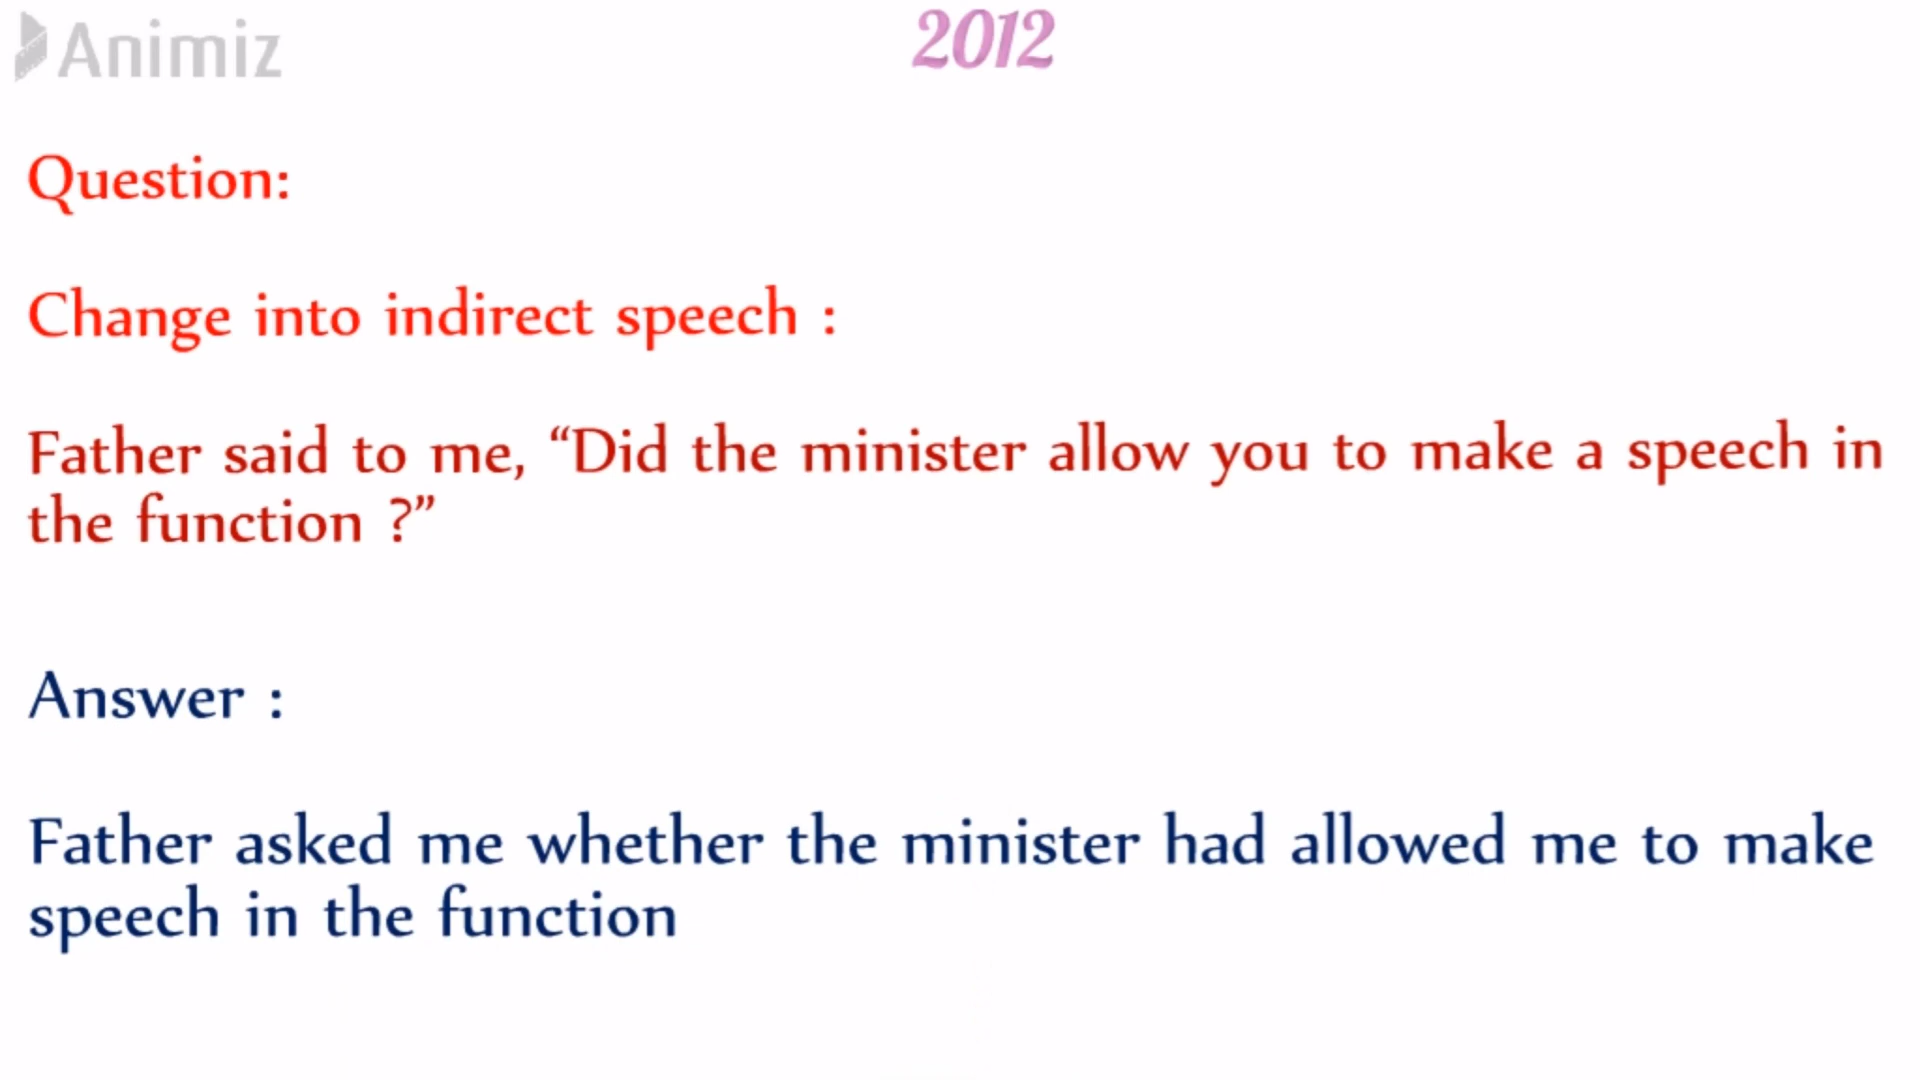 Animiz
2012
Question:
Change into indirect speech :
Father said to me, “Did the minister allow you to make a speech in
the function ?”
Answer :
Father asked me whether the minister had allowed me to make
speech in the function